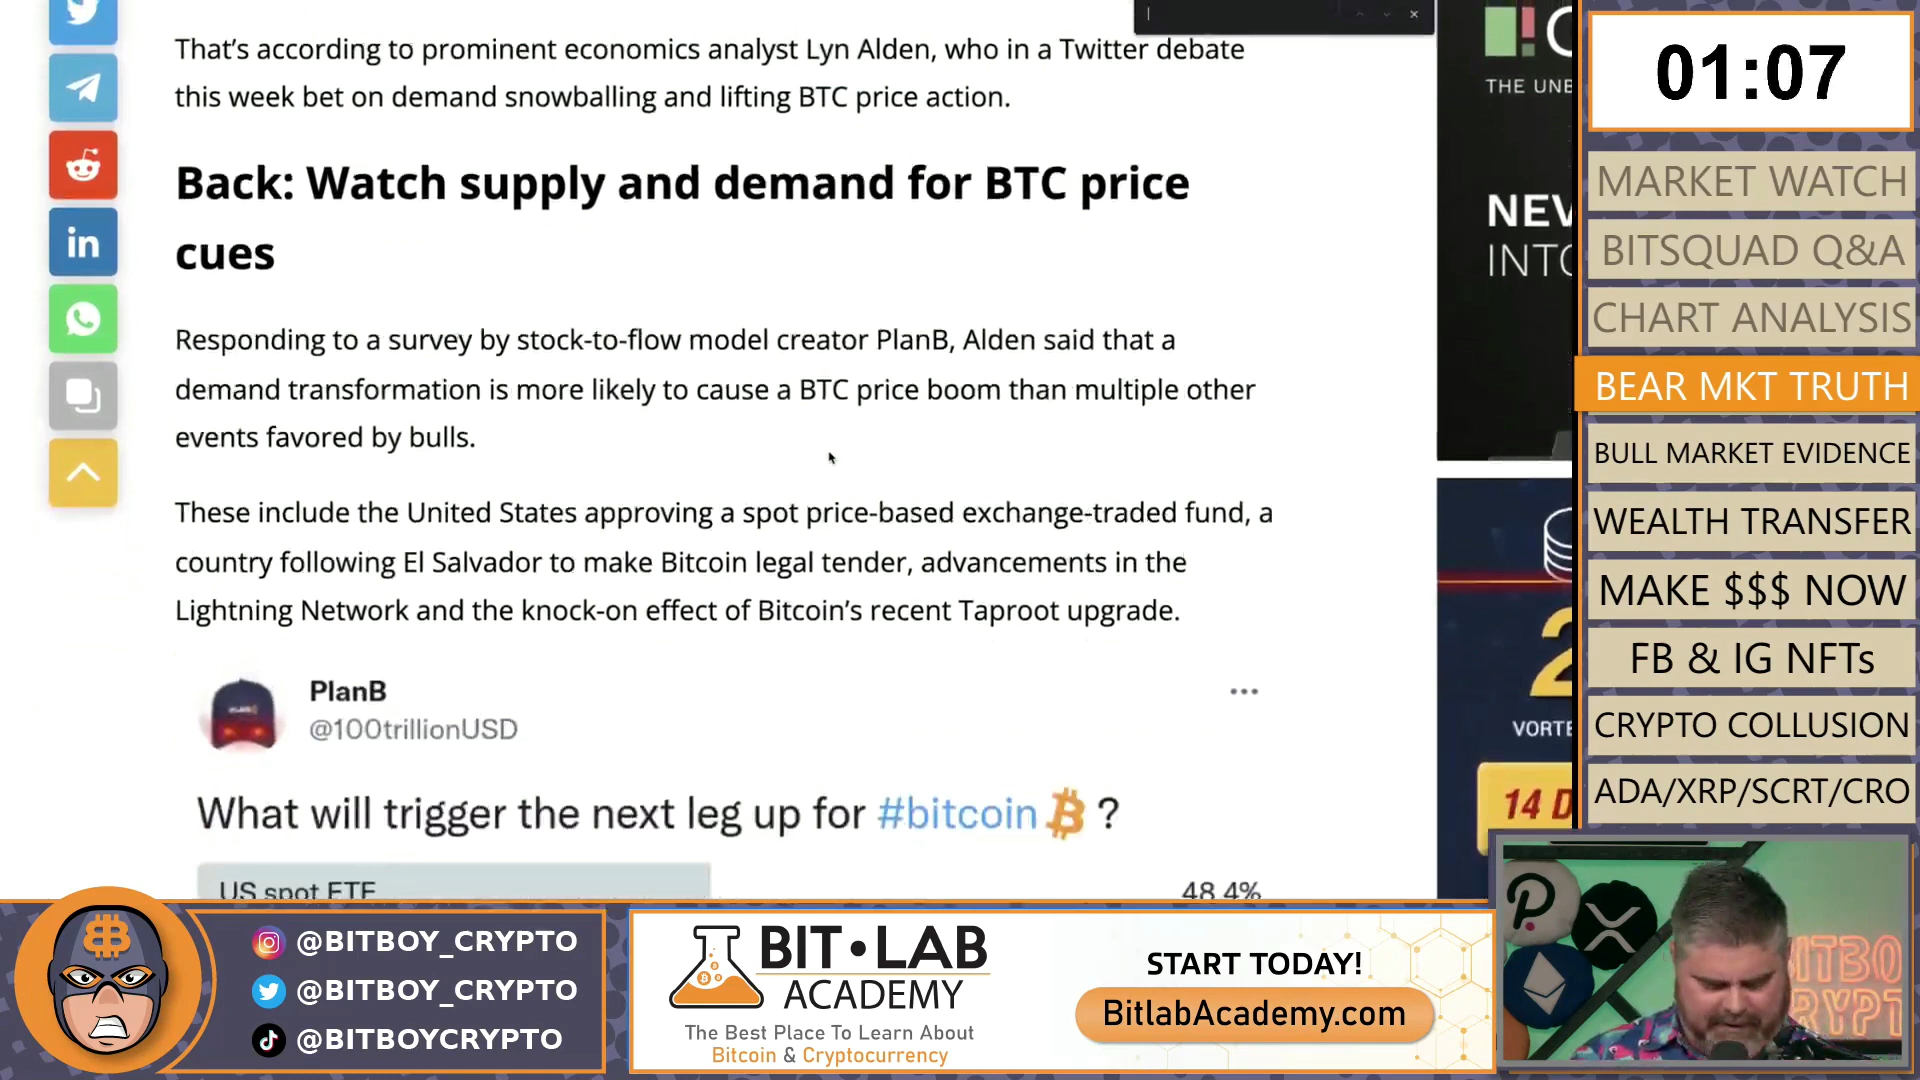 That's according to prominent economics analyst Lyn Alden, who in a Twitter debate
this week bet on demand snowballing and lifting BTC price action.
Back: Watch supply and demand for BTC price
cues
Responding to a survey by stock-to-flow model creator PlanB, Alden said that a
demand transformation is more likely to cause a BTC price boom than multiple other
events favored by bulls.
These include the United States approving a spot price-based exchange-traded fund, a
country following El Salvador to make Bitcoin legal tender, advancements in the
Lightning Network and the knock-on effect of Bitcoin's recent Taproot upgrade.
PlanB
@100trillionUSD
What will trigger the next leg up for #bitcoin ?
US spot ETF
48.4%
in
THE
INTO
2
14
01:07
MARKET WATCH
BITSQUAD Q&A
CHART ANALYSIS
BEAR MKT TRUTH
BULL MARKET EVIDENCE
WEALTH TRANSFER
MAKE $$$ NOW
FB & IG NFTs
CRYPTO COLLUSION
ADA/XRP/SCRT/CRO
@BITBOY_CRYPTO
@BITBOY_CRYPTO
@BITBOYCRYPTO
BIT•LAB
ACADEMY
The Best Place To Learn About
Bitcoin & Cryptocurrency
START TODAY!
BitlabAcademy.com